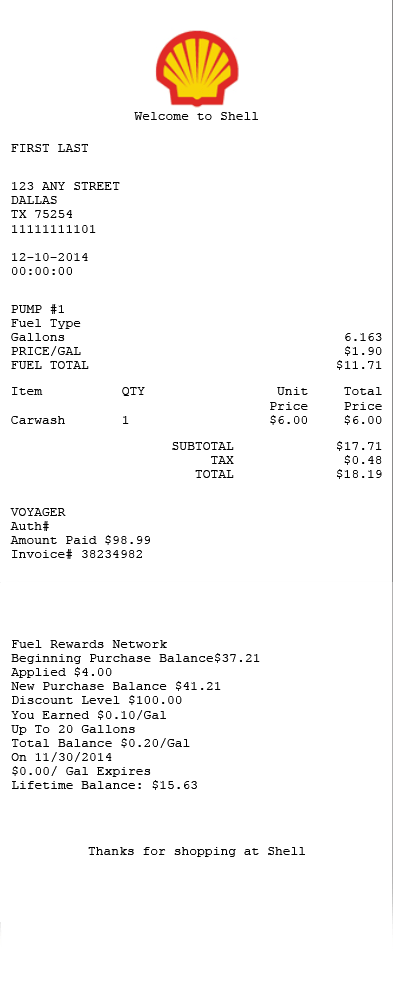 Welcome to Shell
FIRST LAST
123 ANY STREET
DALLAS
TX 75254
11111111101
12-10-2014
00:00:00
PUMP #1
Fuel Type
Gallons 6.163
PRICE/GAL $1.90
FUEL TOTAL $11.71
Item QTY Unit Total
Price Price
Carwash 1 $6.00 $6.00
SUBTOTAL $17.71
TAX $0.48
TOTAL $18.19
VOYAGER
Auth#
Amount Paid $98.99
Invoice# 38234982
Fuel Rewards Network
Beginning Purchase Balance$37.21
Applied $4.00
New Purchase Balance $41.21
Discount Level $100.00
You Earned $0.10/Gal
Up To 20 Gallons
Total Balance $0.20/Gal
On 11/30/2014
$0.00/ Gal Expires
Lifetime Balance: $15.63
Thanks for shopping at Shell